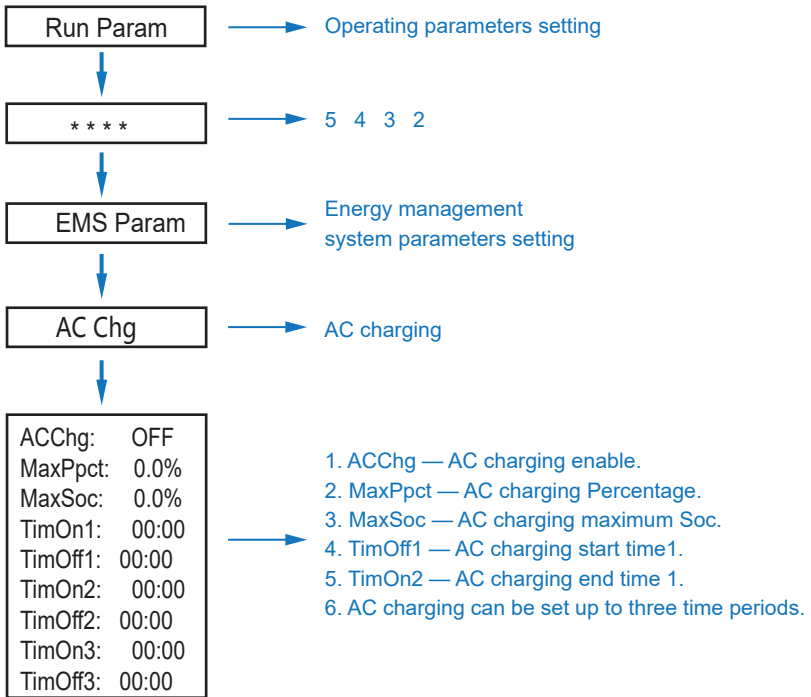 Run Param
Operating parameters setting
* * * *
5 4 3 2
EMS Param
Energy management
system parameters setting
AC Chg
AC charging
ACChg: OFF
MaxPpct: 0.0%
MaxSoc: 0.0%
TimOn1: 00:00
TimOff1: 00:00
TimOn2: 00:00
TimOff2: 00:00
TimOn3: 00:00
TimOff3: 00:00
1. ACChg — AC charging enable.
2. MaxPpct — AC charging Percentage.
3. MaxSoc — AC charging maximum Soc.
4. TimOff1 — AC charging start time1.
5. TimOn2 — AC charging end time 1.
6. AC charging can be set up to three time periods.